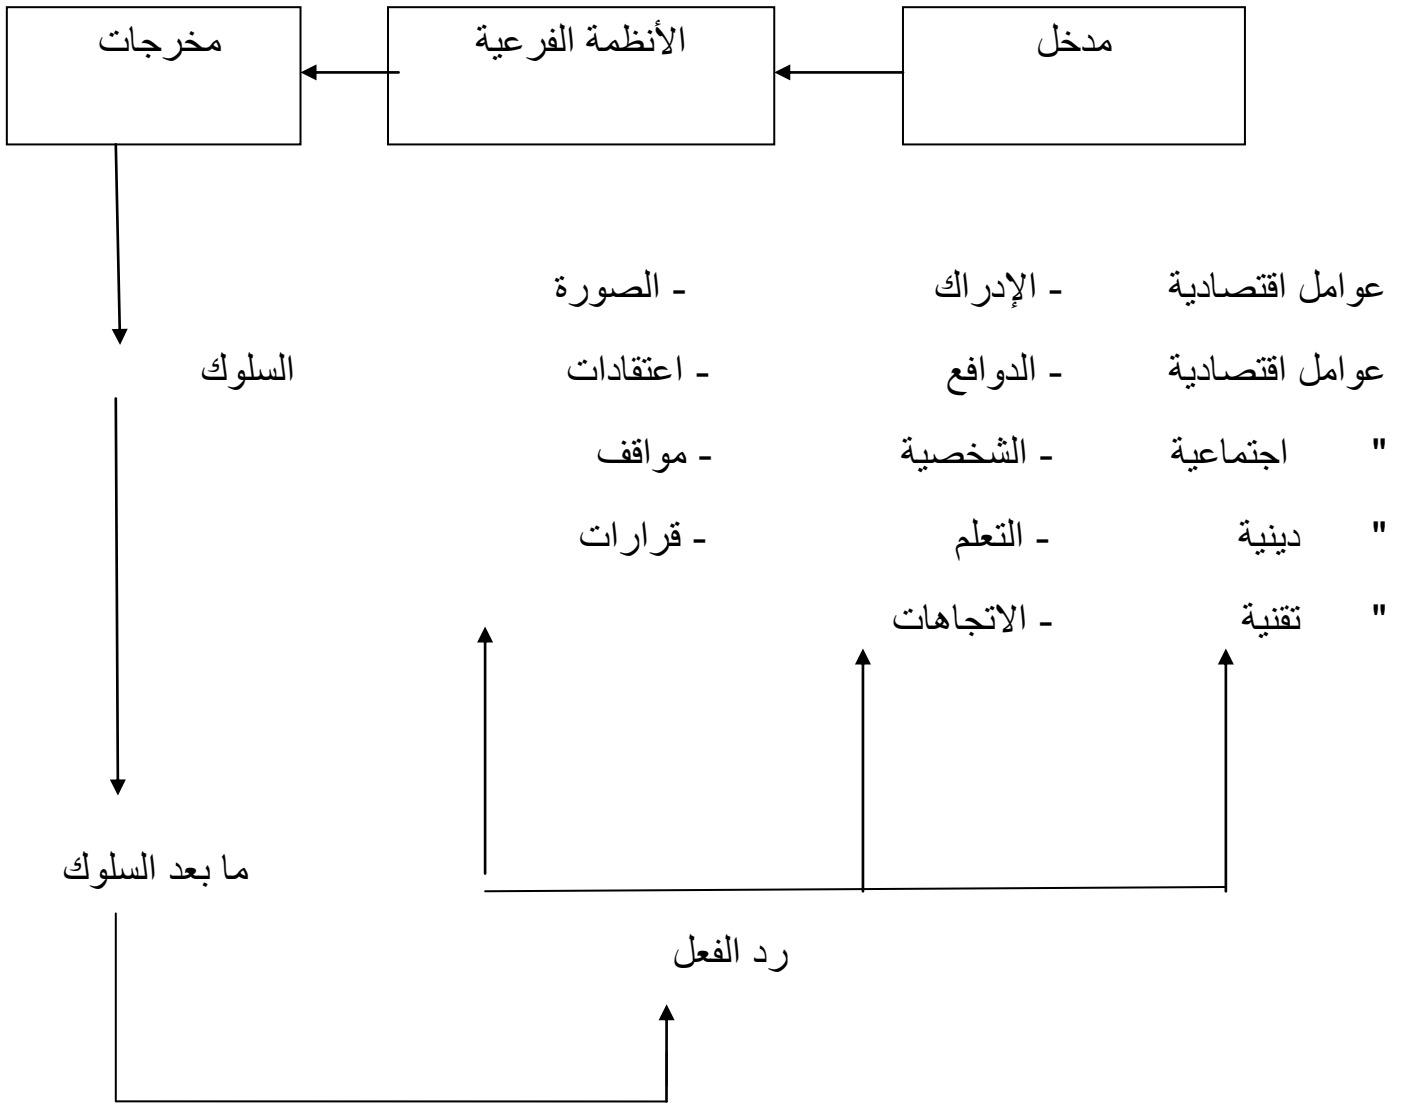 مدخل الأنظمة الفرعية مخرجات
عوامل اقتصادية - الإدراك - الصورة
عوامل اقتصادية - الدوافع - اعتقادات السلوك
" اجتماعية - الشخصية - مواقف
" دينية - التعلم - قرارات
" تقنية - الاتجاهات
ما بعد السلوك
رد الفعل